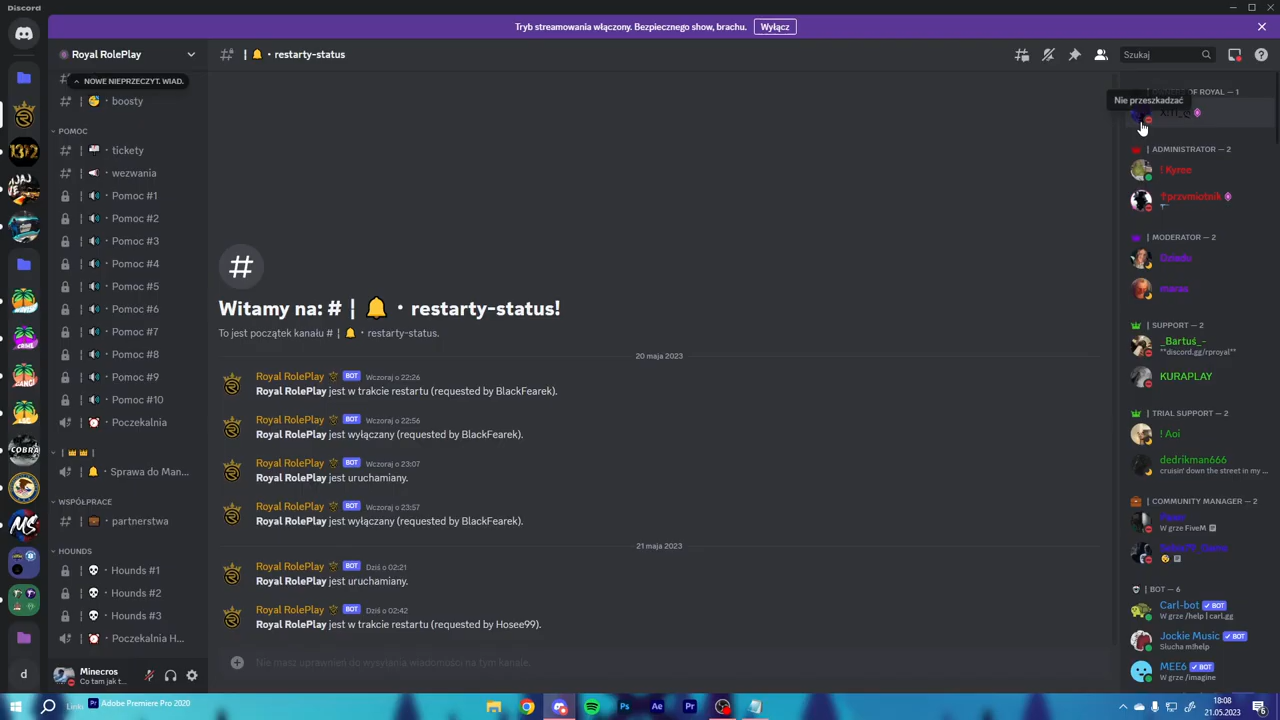 Discord
Tryb streamowania włączony. Bezpiecznego show, brachu. Wyłącz
Royal RolePlay
NOWE NIEPRZECZYT. WIAD.
boosty
POMOC
tickety
wezwania
Pomoc #1
Pomoc #2
Pomoc #3
Pomoc #4
Pomoc #5
Pomoc #6
Pomoc #7
Pomoc #8
Pomoc #9
Pomoc #10
Poczekalnia
Sprawa do Man...
WSPÓŁPRACE
partnerstwa
HOUNDS
Hounds #1
Hounds #2
Hounds #3
Poczekalnia H...
Minecros
Co tam jak t...
# | 🔔・restarty-status
Szukaj
Witamy na: # | 🔔・restarty-status!
To jest początek kanału # | 🔔・restarty-status.
20 maja 2023
Royal RolePlay BOT Wczoraj o 22:26
Royal RolePlay jest w trakcie restartu (requested by BlackFearek).
Royal RolePlay BOT Wczoraj o 22:56
Royal RolePlay jest wyłączany (requested by BlackFearek).
Royal RolePlay BOT Wczoraj o 23:07
Royal RolePlay jest uruchamiany.
Royal RolePlay BOT Wczoraj o 23:57
Royal RolePlay jest wyłączany (requested by BlackFearek).
21 maja 2023
Royal RolePlay BOT Dziś o 02:21
Royal RolePlay jest uruchamiany.
Royal RolePlay BOT Dziś o 02:42
Royal RolePlay jest w trakcie restartu (requested by Hosee99).
Nie masz uprawnień do wysyłania wiadomości na tym kanale.
OF ROYAL — 1
Nie przeszkadzać
| ADMINISTRATOR — 2
! Kyree
przymiotnik
| MODERATOR — 2
Dziadu
maras
| SUPPORT — 2
_Bartuś_-
**discord.gg/rproyal**
KURAPLAY
| TRIAL SUPPORT — 2
! Aoi
dedrikman666
cruisin' down the street in my ...
| COMMUNITY MANAGER — 2
W grze FiveM
| BOT — 6
Carl-bot BOT
W grze /help | carl.gg
Jockie Music BOT
Słucha m!help
MEE6 BOT
W grze /imagine
d
1312
COBRA
MS
Linki
Adobe Premiere Pro 2020
Ps
Ae
Pr
18:08
21.05.2023